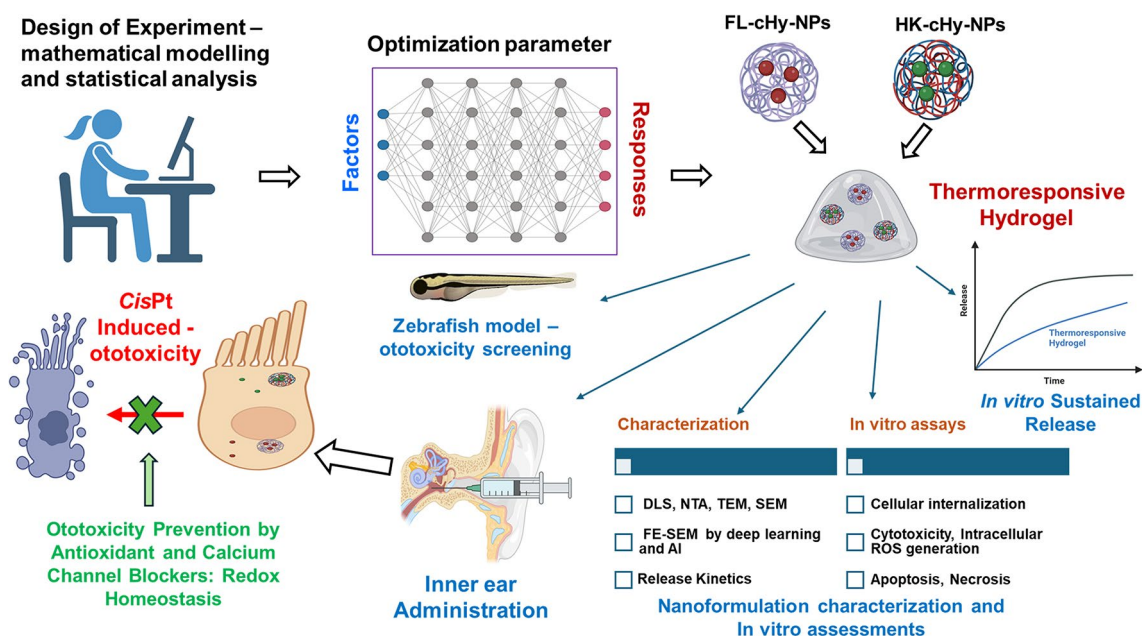 Design of Experiment –
mathematical modelling
and statistical analysis
Optimization parameter
Factors
Responses
FL-cHy-NPs
HK-cHy-NPs
Thermoresponsive
Hydrogel
Release
Thermoresponsive
Hydrogel
Time
In vitro Sustained
Release
Zebrafish model –
ototoxicity screening
CisPt
Induced -
ototoxicity
Ototoxicity Prevention by
Antioxidant and Calcium
Channel Blockers: Redox
Homeostasis
Inner ear
Administration
Characterization
DLS, NTA, TEM, SEM
FE-SEM by deep learning
and AI
Release Kinetics
In vitro assays
Cellular internalization
Cytotoxicity, Intracellular
ROS generation
Apoptosis, Necrosis
Nanoformulation characterization and
In vitro assessments